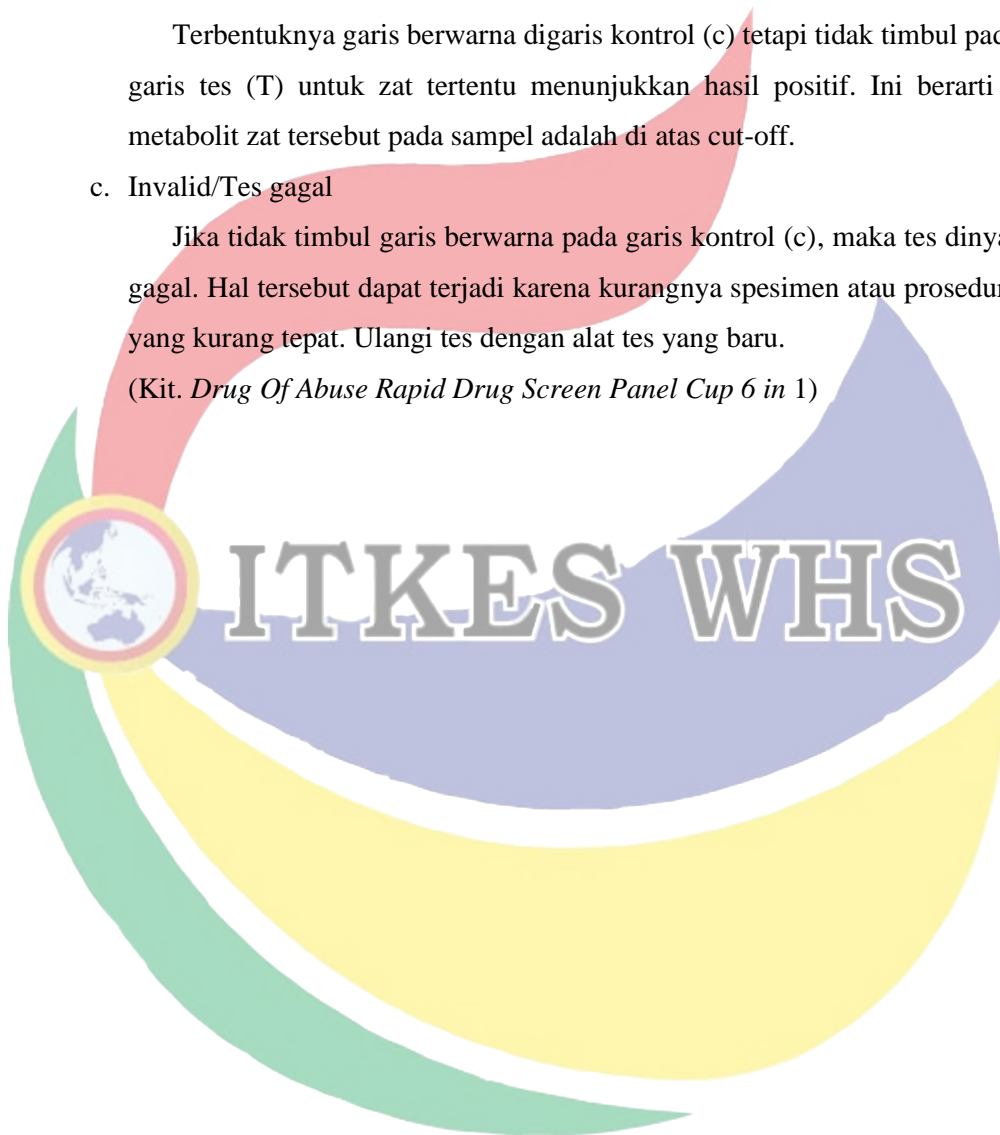 Terbentuknya garis berwarna digaris kontrol (c) tetapi tidak timbul pad
garis tes (T) untuk zat tertentu menunjukkan hasil positif. Ini berarti
metabolit zat tersebut pada sampel adalah di atas cut-off.
c. Invalid/Tes gagal
Jika tidak timbul garis berwarna pada garis kontrol (c), maka tes dinya
gagal. Hal tersebut dapat terjadi karena kurangnya spesimen atau prosedur
yang kurang tepat. Ulangi tes dengan alat tes yang baru.
(Kit. Drug Of Abuse Rapid Drug Screen Panel Cup 6 in 1)
ITKES WHS